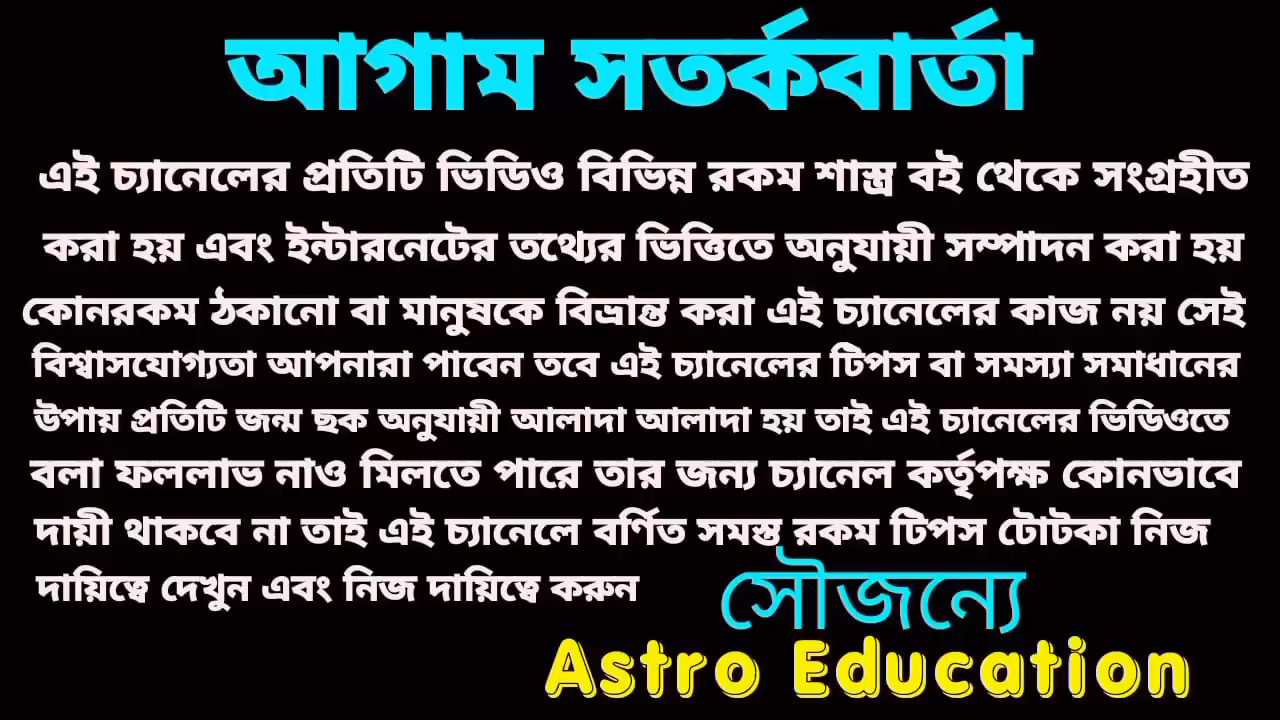 আগাম সতর্কবার্তা
এই চ্যানেলের প্রতিটি ভিডিও বিভিন্ন রকম শাস্ত্র বই থেকে সংগ্রহীত
করা হয় এবং ইন্টারনেটের তথ্যের ভিত্তিতে অনুযায়ী সম্পাদন করা হয়
কোনরকম ঠকানো বা মানুষকে বিভ্রান্ত করা এই চ্যানেলের কাজ নয় সেই
বিশ্বাসযোগ্যতা আপনারা পাবেন তবে এই চ্যানেলের টিপস বা সমস্যা সমাধানের
উপায় প্রতিটি জন্ম ছক অনুযায়ী আলাদা আলাদা হয় তাই এই চ্যানেলের ভিডিওতে
বলা ফললাভ নাও মিলতে পারে তার জন্য চ্যানেল কর্তৃপক্ষ কোনভাবে
দায়ী থাকবে না তাই এই চ্যানেলে বর্ণিত সমস্ত রকম টিপস টোটকা নিজ
দায়িত্বে দেখুন এবং নিজ দায়িত্বে করুন
সৌজন্যে
Astro Education